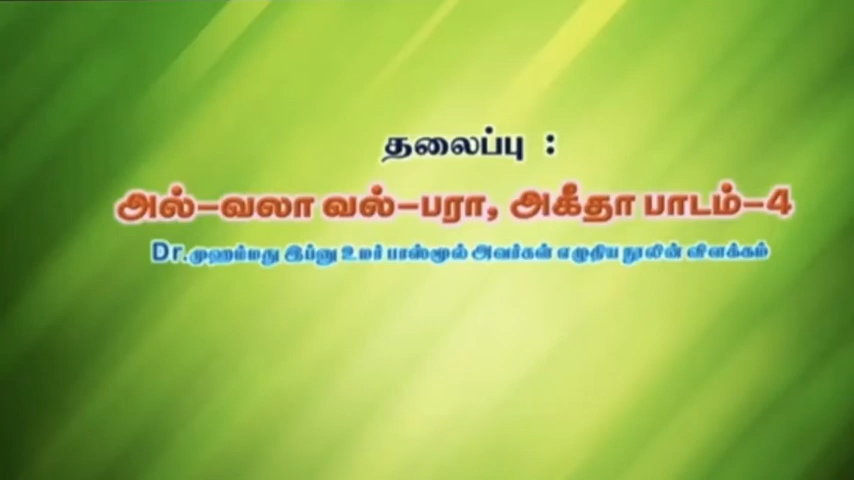 தலைப்பு :
அல்-வலா வல்-பரா, அகீதா பாடம்-4
Dr.முஹம்மது இப்னு உமர் பாஸ்மூல் அவர்கள் எழுதிய நூலின் விளக்கம்